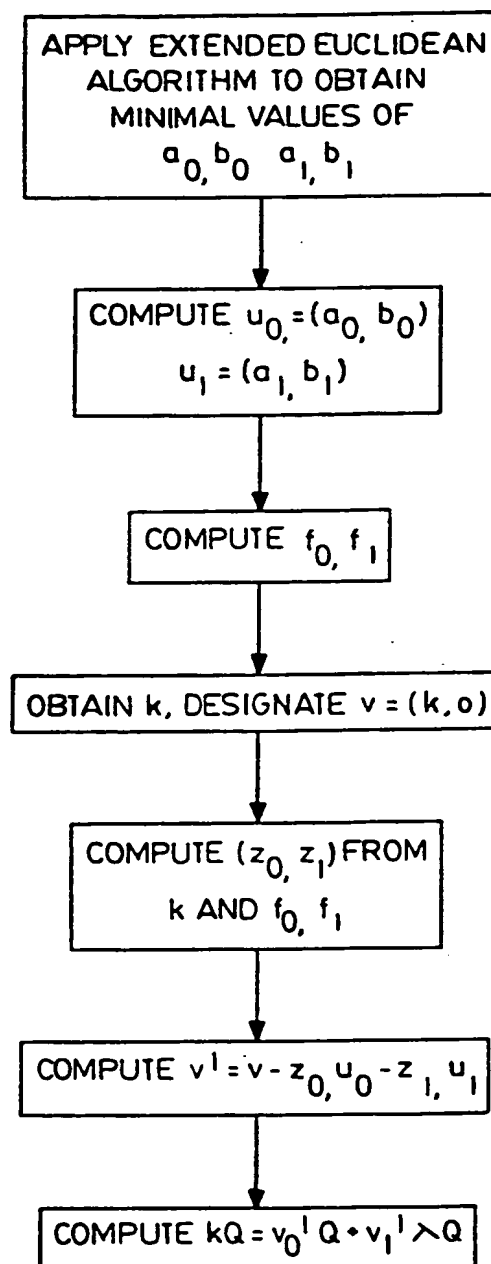 APPLY EXTENDED EUCLIDEAN
ALGORITHM TO OBTAIN
MINIMAL VALUES OF
a₀, b₀ a₁, b₁
COMPUTE u₀, =(a₀, b₀)
u₁ = (a₁, b₁)
COMPUTE f₀, f₁
OBTAIN k, DESIGNATE v = (k, o)
COMPUTE (z₀, z₁) FROM
k AND f₀, f₁
COMPUTE v¹ = v - z₀, u₀ - z₁, u₁
COMPUTE kQ = v₀¹ Q + v₁¹ λQ